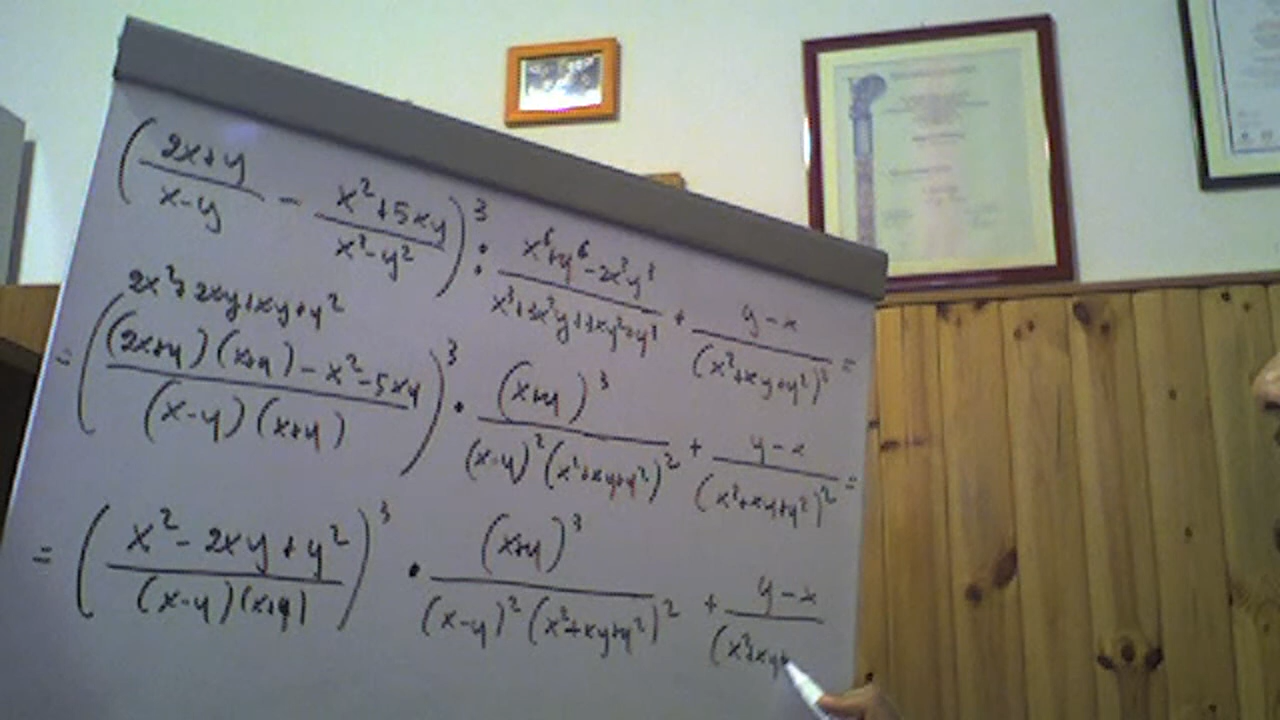 (2x+y / x-y - x²+5xy / x²-y²)³ : x⁶+y⁶-2x³y³ / x³+3x²y+3xy²+y³ + y-x / (x²+xy+y²)² =
2x²+2xy+xy+y²
= ((2x+y)(x+y)-x²-5xy / (x-y)(x+y))³ · (x+y)³ / (x-y)²(x²+xy+y²)² + y-x / (x²+xy+y²)² =
= (x²-2xy+y² / (x-y)(x+y))³ · (x+y)³ / (x-y)²(x²+xy+y²)² + y-x / (x²+xy+